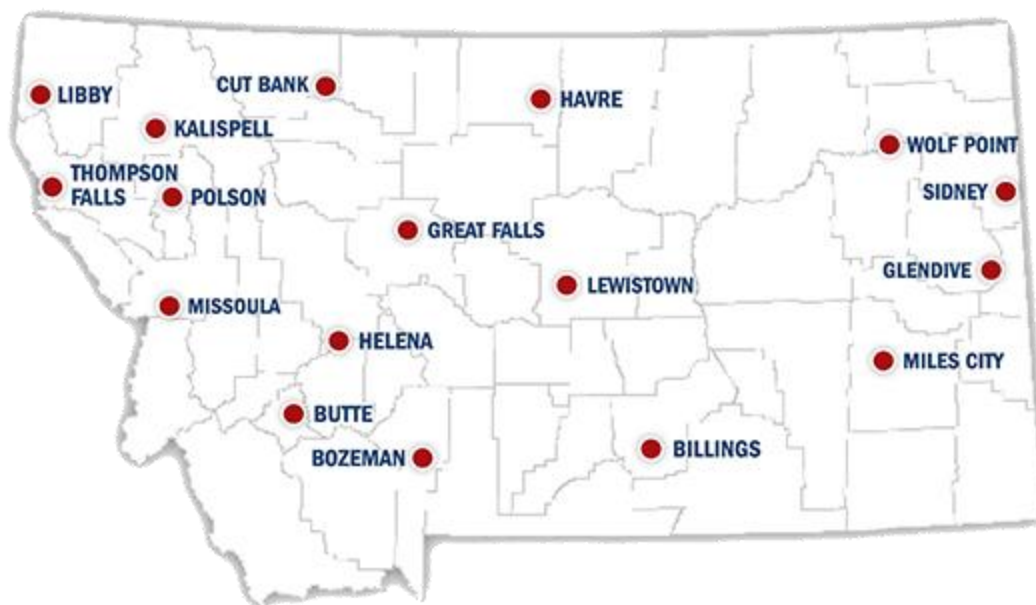 CUT BANK
LIBBY
HAVRE
KALISPELL
WOLF POINT
THOMPSON
FALLS
POLSON
SIDNEY
GREAT FALLS
GLENDIVE
LEWISTOWN
MISSOULA
HELENA
MILES CITY
BUTTE
BOZEMAN
BILLINGS